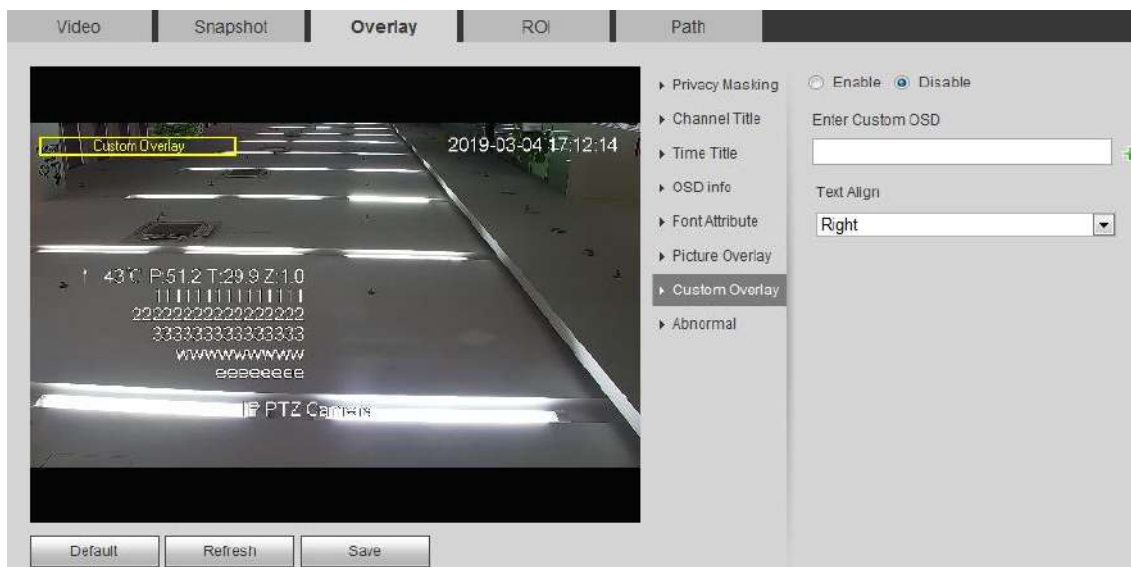 Video Snapshot Overlay ROI Path
Custom Overlay
2019-03-04 17:12:14
43℃ P:51.2 T:29.9 Z:1.0
111111111111111
22222222222222222
333333333333333
wwwwwwwww
eeeeeeee
IP PTZ Camera
Default Refresh Save
Privacy Masking
Channel Title
Time Title
OSD info
Font Attribute
Picture Overlay
Custom Overlay
Abnormal
Enable Disable
Enter Custom OSD
Text Align
Right